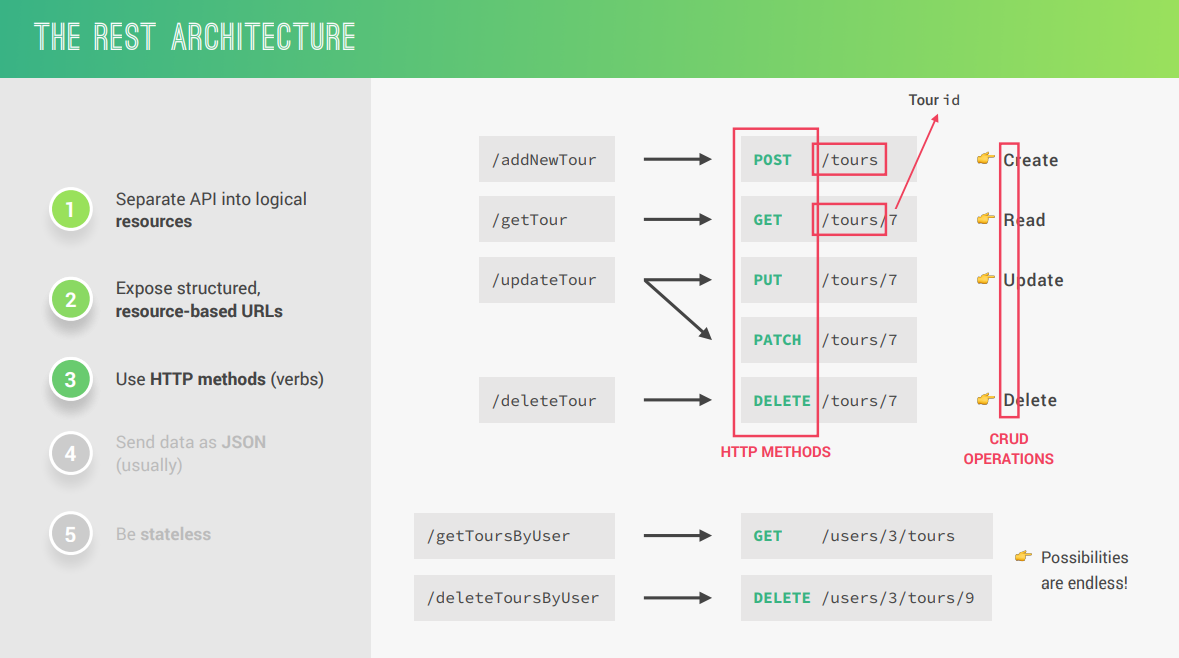 THE REST ARCHITECTURE
1
Separate API into logical
resources
2
Expose structured,
resource-based URLs
3
Use HTTP methods (verbs)
4
Send data as JSON
(usually)
5
Be stateless
Tour id
/addNewTour POST /tours Create
/getTour GET /tours/7 Read
/updateTour PUT /tours/7 Update
PATCH /tours/7
/deleteTour DELETE /tours/7 Delete
HTTP METHODS
CRUD
OPERATIONS
/getToursByUser GET /users/3/tours
/deleteToursByUser DELETE /users/3/tours/9
Possibilities
are endless!